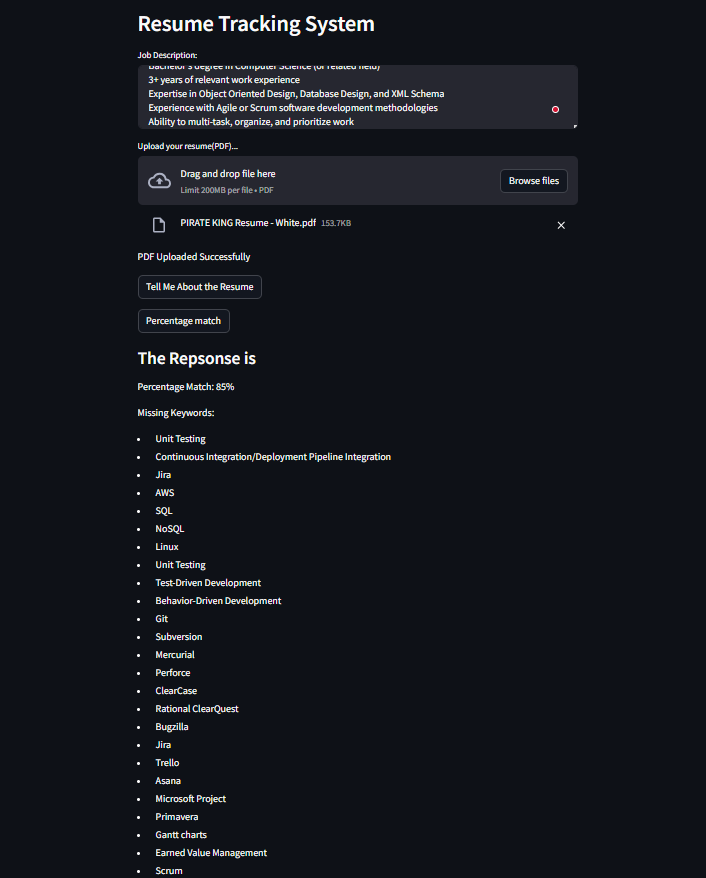 Resume Tracking System
Job Description:
Bachelor's degree in Computer Science (or related field)
3+ years of relevant work experience
Expertise in Object Oriented Design, Database Design, and XML Schema
Experience with Agile or Scrum software development methodologies
Ability to multi-task, organize, and prioritize work
Upload your resume(PDF)...
Drag and drop file here
Limit 200MB per file • PDF
Browse files
PIRATE KING Resume - White.pdf 153.7KB
PDF Uploaded Successfully
Tell Me About the Resume
Percentage match
The Repsonse is
Percentage Match: 85%
Missing Keywords:
• Unit Testing
• Continuous Integration/Deployment Pipeline Integration
• Jira
• AWS
• SQL
• NoSQL
• Linux
• Unit Testing
• Test-Driven Development
• Behavior-Driven Development
• Git
• Subversion
• Mercurial
• Perforce
• ClearCase
• Rational ClearQuest
• Bugzilla
• Jira
• Trello
• Asana
• Microsoft Project
• Primavera
• Gantt charts
• Earned Value Management
• Scrum